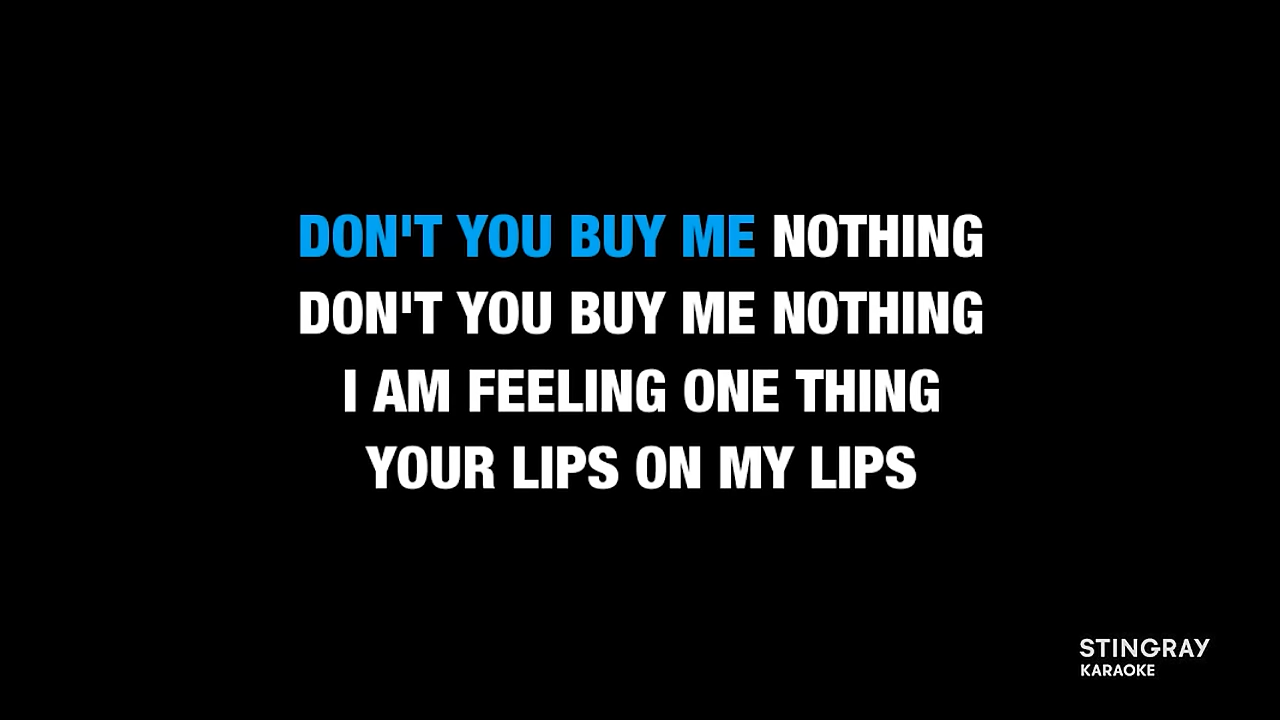 DON'T YOU BUY ME NOTHING
DON'T YOU BUY ME NOTHING
I AM FEELING ONE THING
YOUR LIPS ON MY LIPS
STINGRAY
KARAOKE